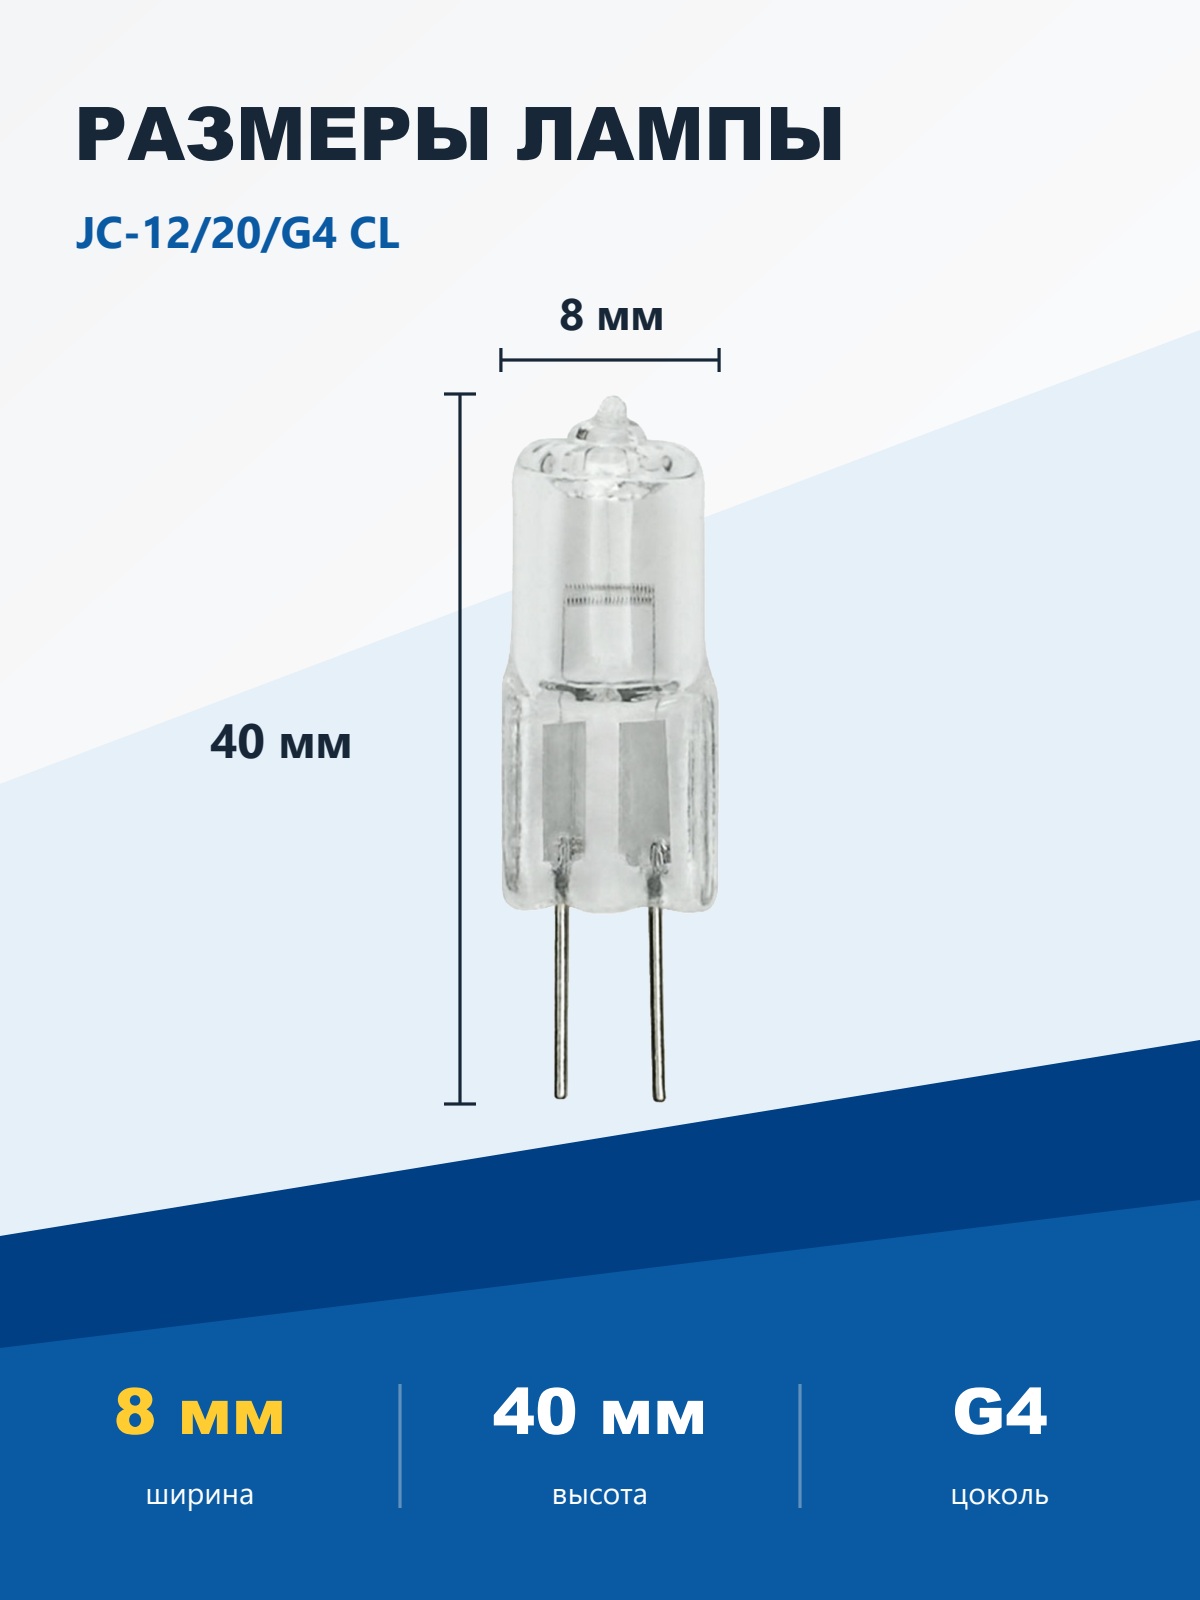 РАЗМЕРЫ ЛАМПЫ
JC-12/20/G4 CL
8 мм
40 мм
8 мм
40 мм
G4
ширина
высота
цоколь